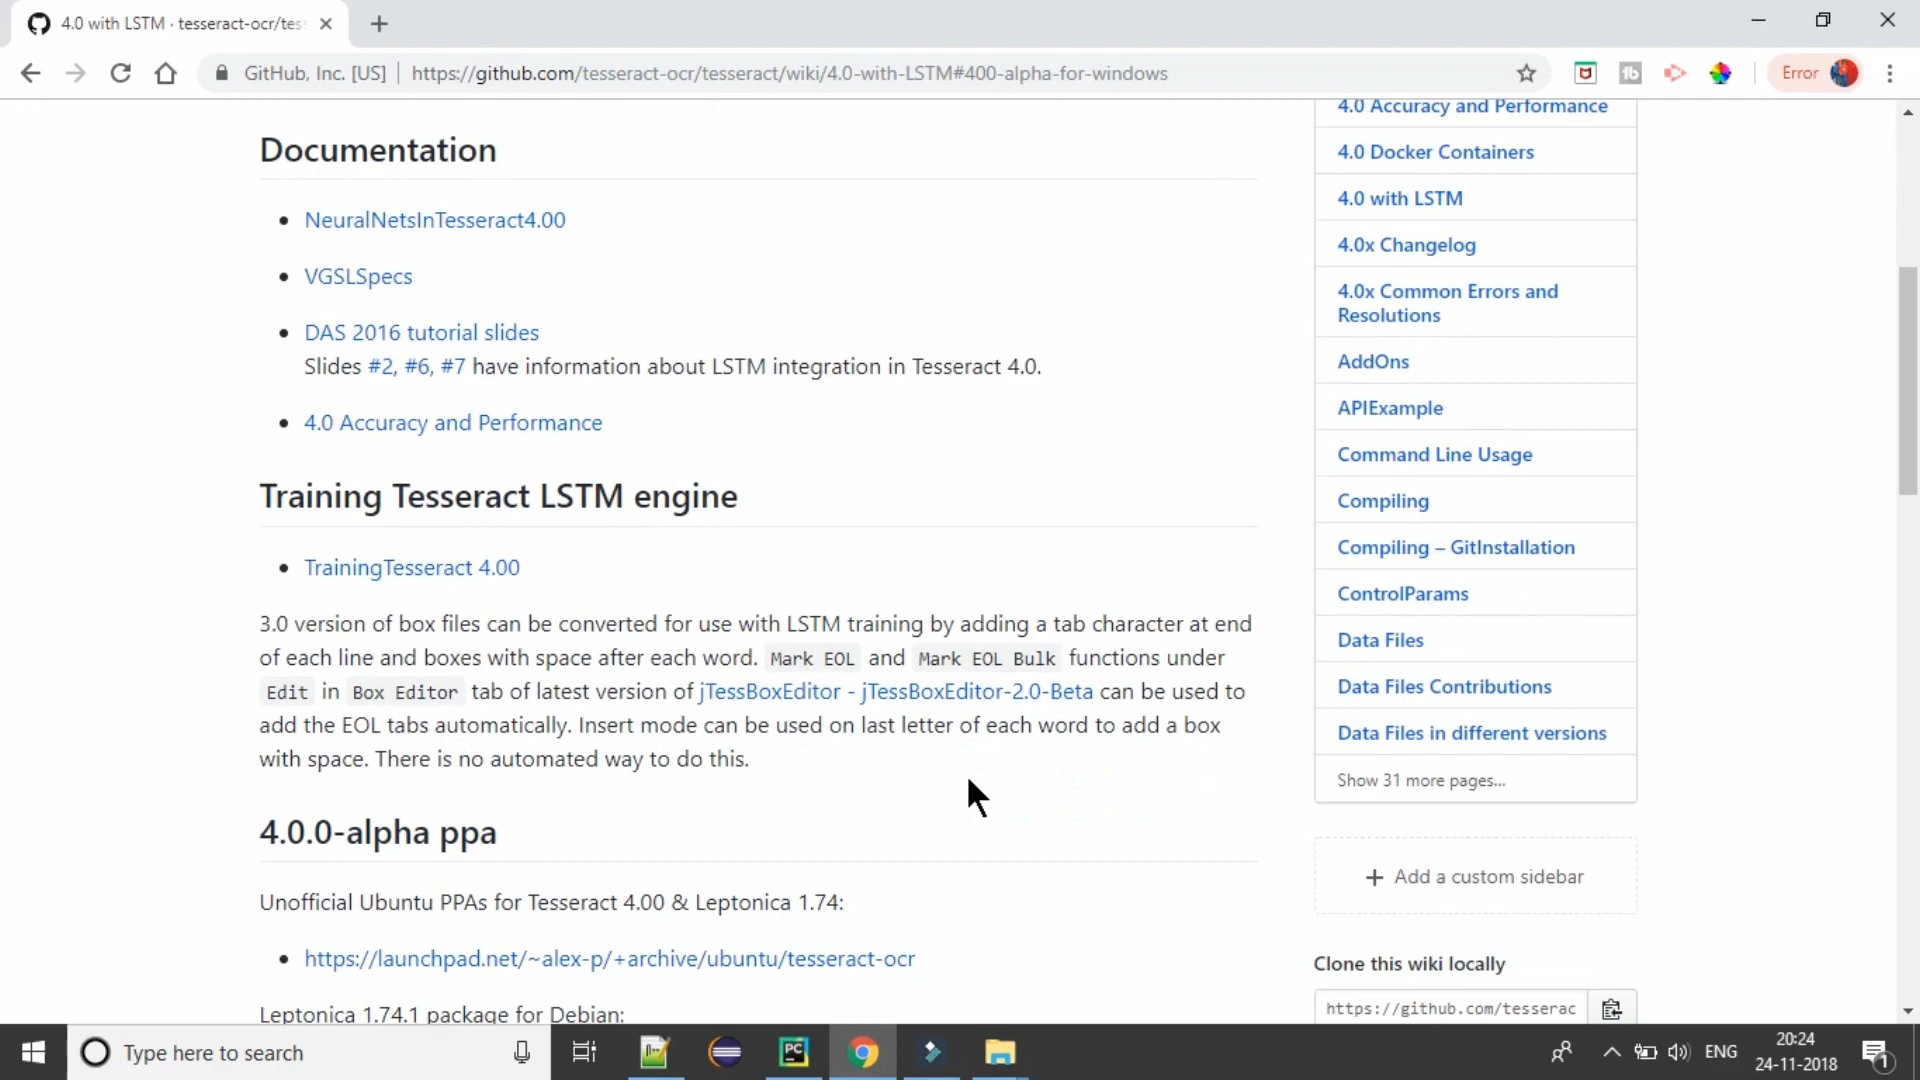 4.0 with LSTM · tesseract-ocr/tes
GitHub, Inc. [US] | https://github.com/tesseract-ocr/tesseract/wiki/4.0-with-LSTM#400-alpha-for-windows
Error
Documentation
NeuralNetsInTesseract4.00
VGSLSpecs
DAS 2016 tutorial slides
Slides #2, #6, #7 have information about LSTM integration in Tesseract 4.0.
4.0 Accuracy and Performance
Training Tesseract LSTM engine
TrainingTesseract 4.00
3.0 version of box files can be converted for use with LSTM training by adding a tab character at end
of each line and boxes with space after each word. Mark EOL and Mark EOL Bulk functions under
Edit in Box Editor tab of latest version of jTessBoxEditor - jTessBoxEditor-2.0-Beta can be used to
add the EOL tabs automatically. Insert mode can be used on last letter of each word to add a box
with space. There is no automated way to do this.
4.0.0-alpha ppa
Unofficial Ubuntu PPAs for Tesseract 4.00 & Leptonica 1.74:
https://launchpad.net/~alex-p/+archive/ubuntu/tesseract-ocr
Leptonica 1.74.1 package for Debian:
4.0 Accuracy and Performance
4.0 Docker Containers
4.0 with LSTM
4.0x Changelog
4.0x Common Errors and
Resolutions
AddOns
APIExample
Command Line Usage
Compiling
Compiling – GitInstallation
ControlParams
Data Files
Data Files Contributions
Data Files in different versions
Show 31 more pages...
+ Add a custom sidebar
Clone this wiki locally
https://github.com/tesserac
Type here to search
PC
ENG
20:24
24-11-2018
1